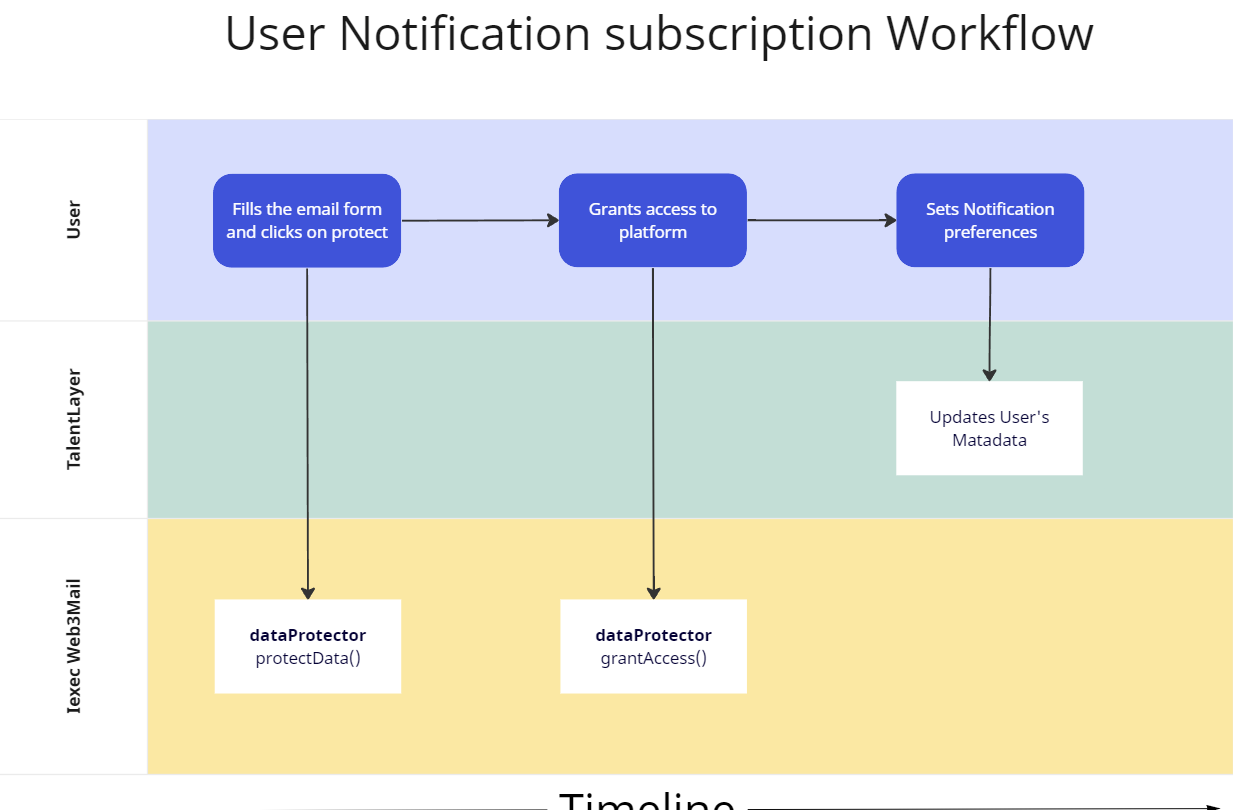 User Notification subscription Workflow
User
Fills the email form
and clicks on protect
Grants access to
platform
Sets Notification
preferences
TalentLayer
Updates User's
Matadata
Iexec Web3Mail
dataProtector
protectData()
dataProtector
grantAccess()
Timeline